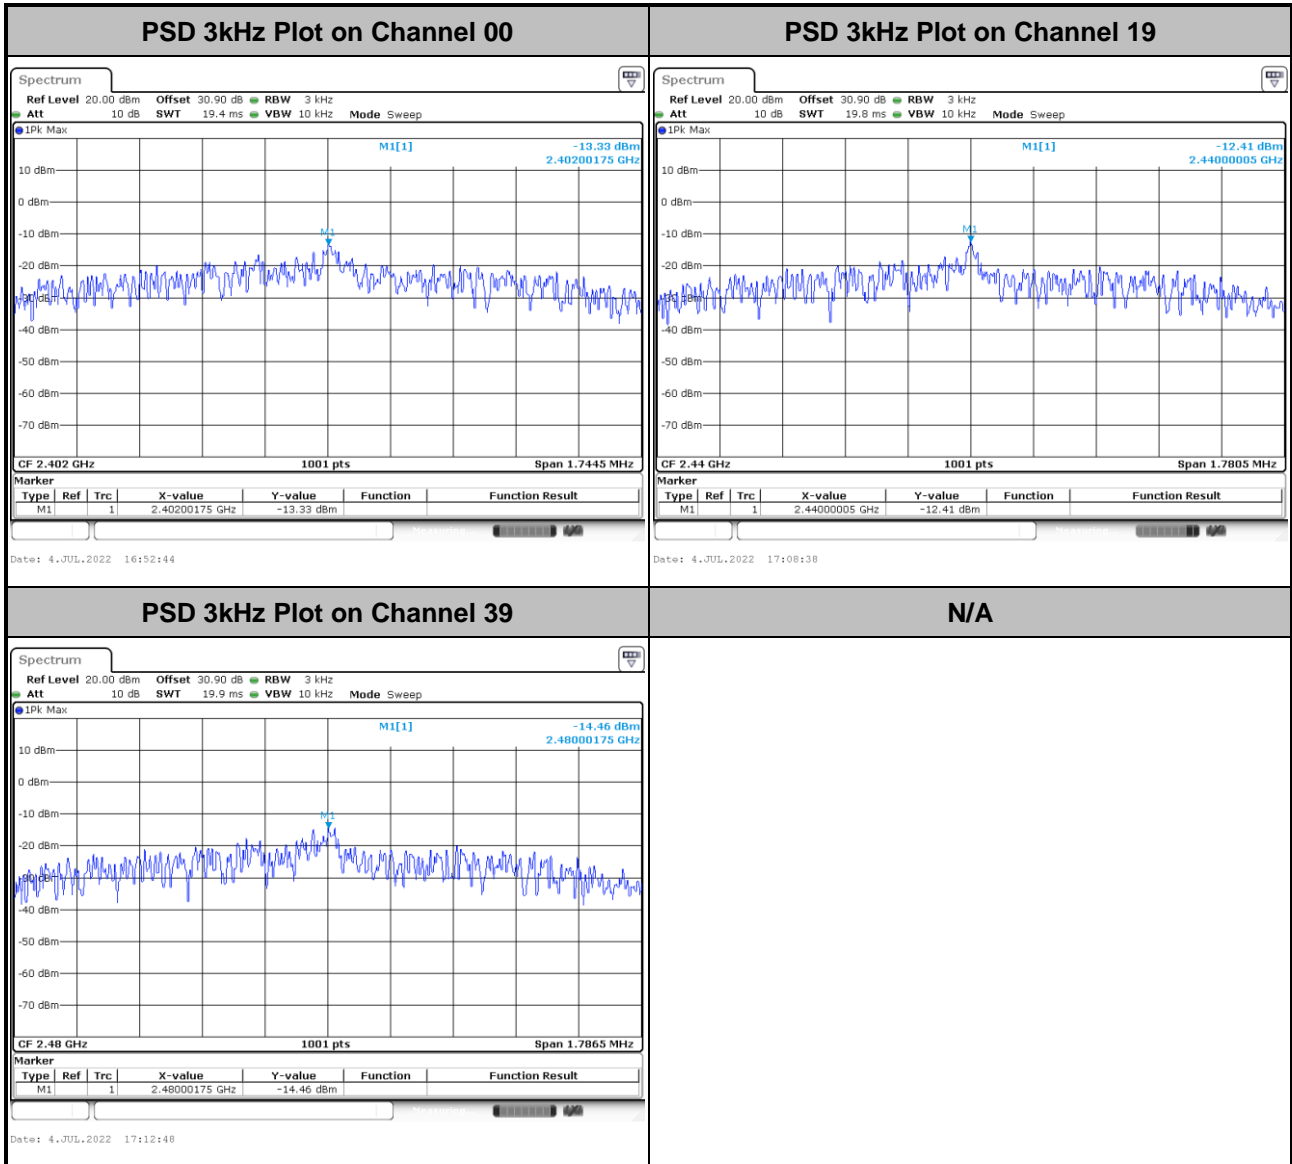 PSD 3kHz Plot on Channel 00
PSD 3kHz Plot on Channel 19
Spectrum
Ref Level 20.00 dBm Offset 30.90 dB RBW 3 kHz
Att 10 dB SWT 19.4 ms VBW 10 kHz Mode Sweep
1Pk Max
M1[1] -13.33 dBm
2.40200175 GHz
10 dBm
0 dBm
-10 dBm
M1
-20 dBm
-30 dBm
-40 dBm
-50 dBm
-60 dBm
-70 dBm
CF 2.402 GHz 1001 pts Span 1.7445 MHz
Marker
Type Ref Trc X-value Y-value Function Function Result
M1 1 2.40200175 GHz -13.33 dBm
Date: 4.JUL.2022 16:52:44
Spectrum
Ref Level 20.00 dBm Offset 30.90 dB RBW 3 kHz
Att 10 dB SWT 19.8 ms VBW 10 kHz Mode Sweep
1Pk Max
M1[1] -12.41 dBm
2.44000005 GHz
10 dBm
0 dBm
-10 dBm
M1
-20 dBm
-30 dBm
-40 dBm
-50 dBm
-60 dBm
-70 dBm
CF 2.44 GHz 1001 pts Span 1.7805 MHz
Marker
Type Ref Trc X-value Y-value Function Function Result
M1 1 2.44000005 GHz -12.41 dBm
Measuring
Date: 4.JUL.2022 17:08:38
PSD 3kHz Plot on Channel 39
N/A
Spectrum
Ref Level 20.00 dBm Offset 30.90 dB RBW 3 kHz
Att 10 dB SWT 19.9 ms VBW 10 kHz Mode Sweep
1Pk Max
M1[1] -14.46 dBm
2.48000175 GHz
10 dBm
0 dBm
-10 dBm
M1
-20 dBm
-30 dBm
-40 dBm
-50 dBm
-60 dBm
-70 dBm
CF 2.48 GHz 1001 pts Span 1.7865 MHz
Marker
Type Ref Trc X-value Y-value Function Function Result
M1 1 2.48000175 GHz -14.46 dBm
Measuring
Date: 4.JUL.2022 17:12:48